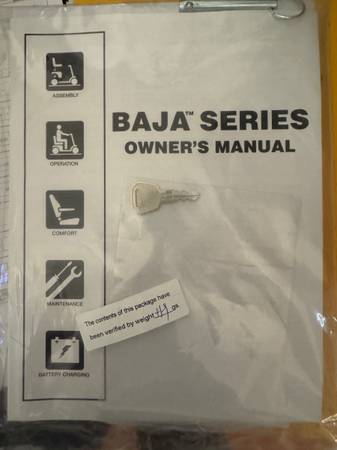 BAJA™ SERIES
OWNER'S MANUAL
ASSEMBLY
OPERATION
COMFORT
MAINTENANCE
BATTERY CHARGING
The contents of this package have
been verified by weight gs.